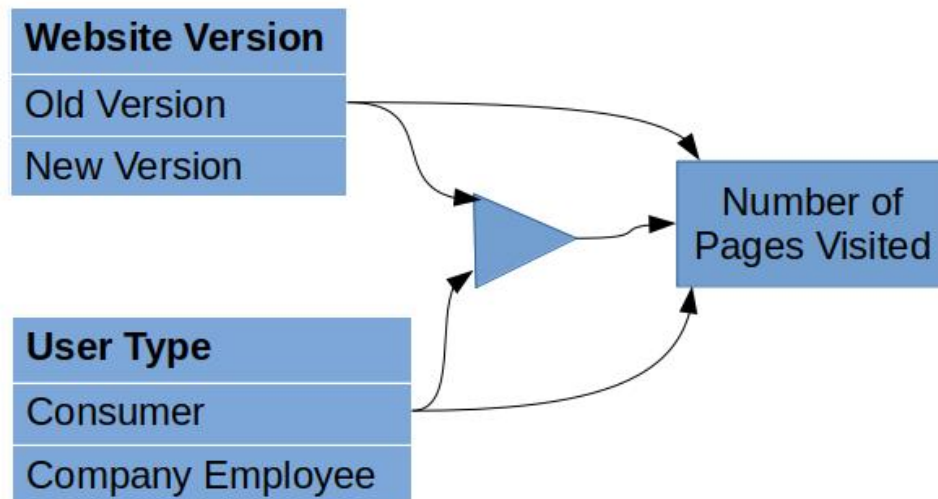 Website Version
Old Version
New Version
Number of
Pages Visited
User Type
Consumer
Company Employee